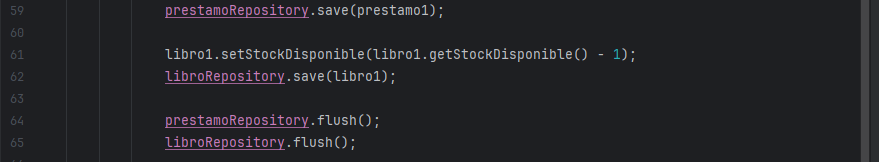 59 prestamoRepository.save(prestamo1);
60
61 libro1.setStockDisponible(libro1.getStockDisponible() - 1);
62 libroRepository.save(libro1);
63
64 prestamoRepository.flush();
65 libroRepository.flush();